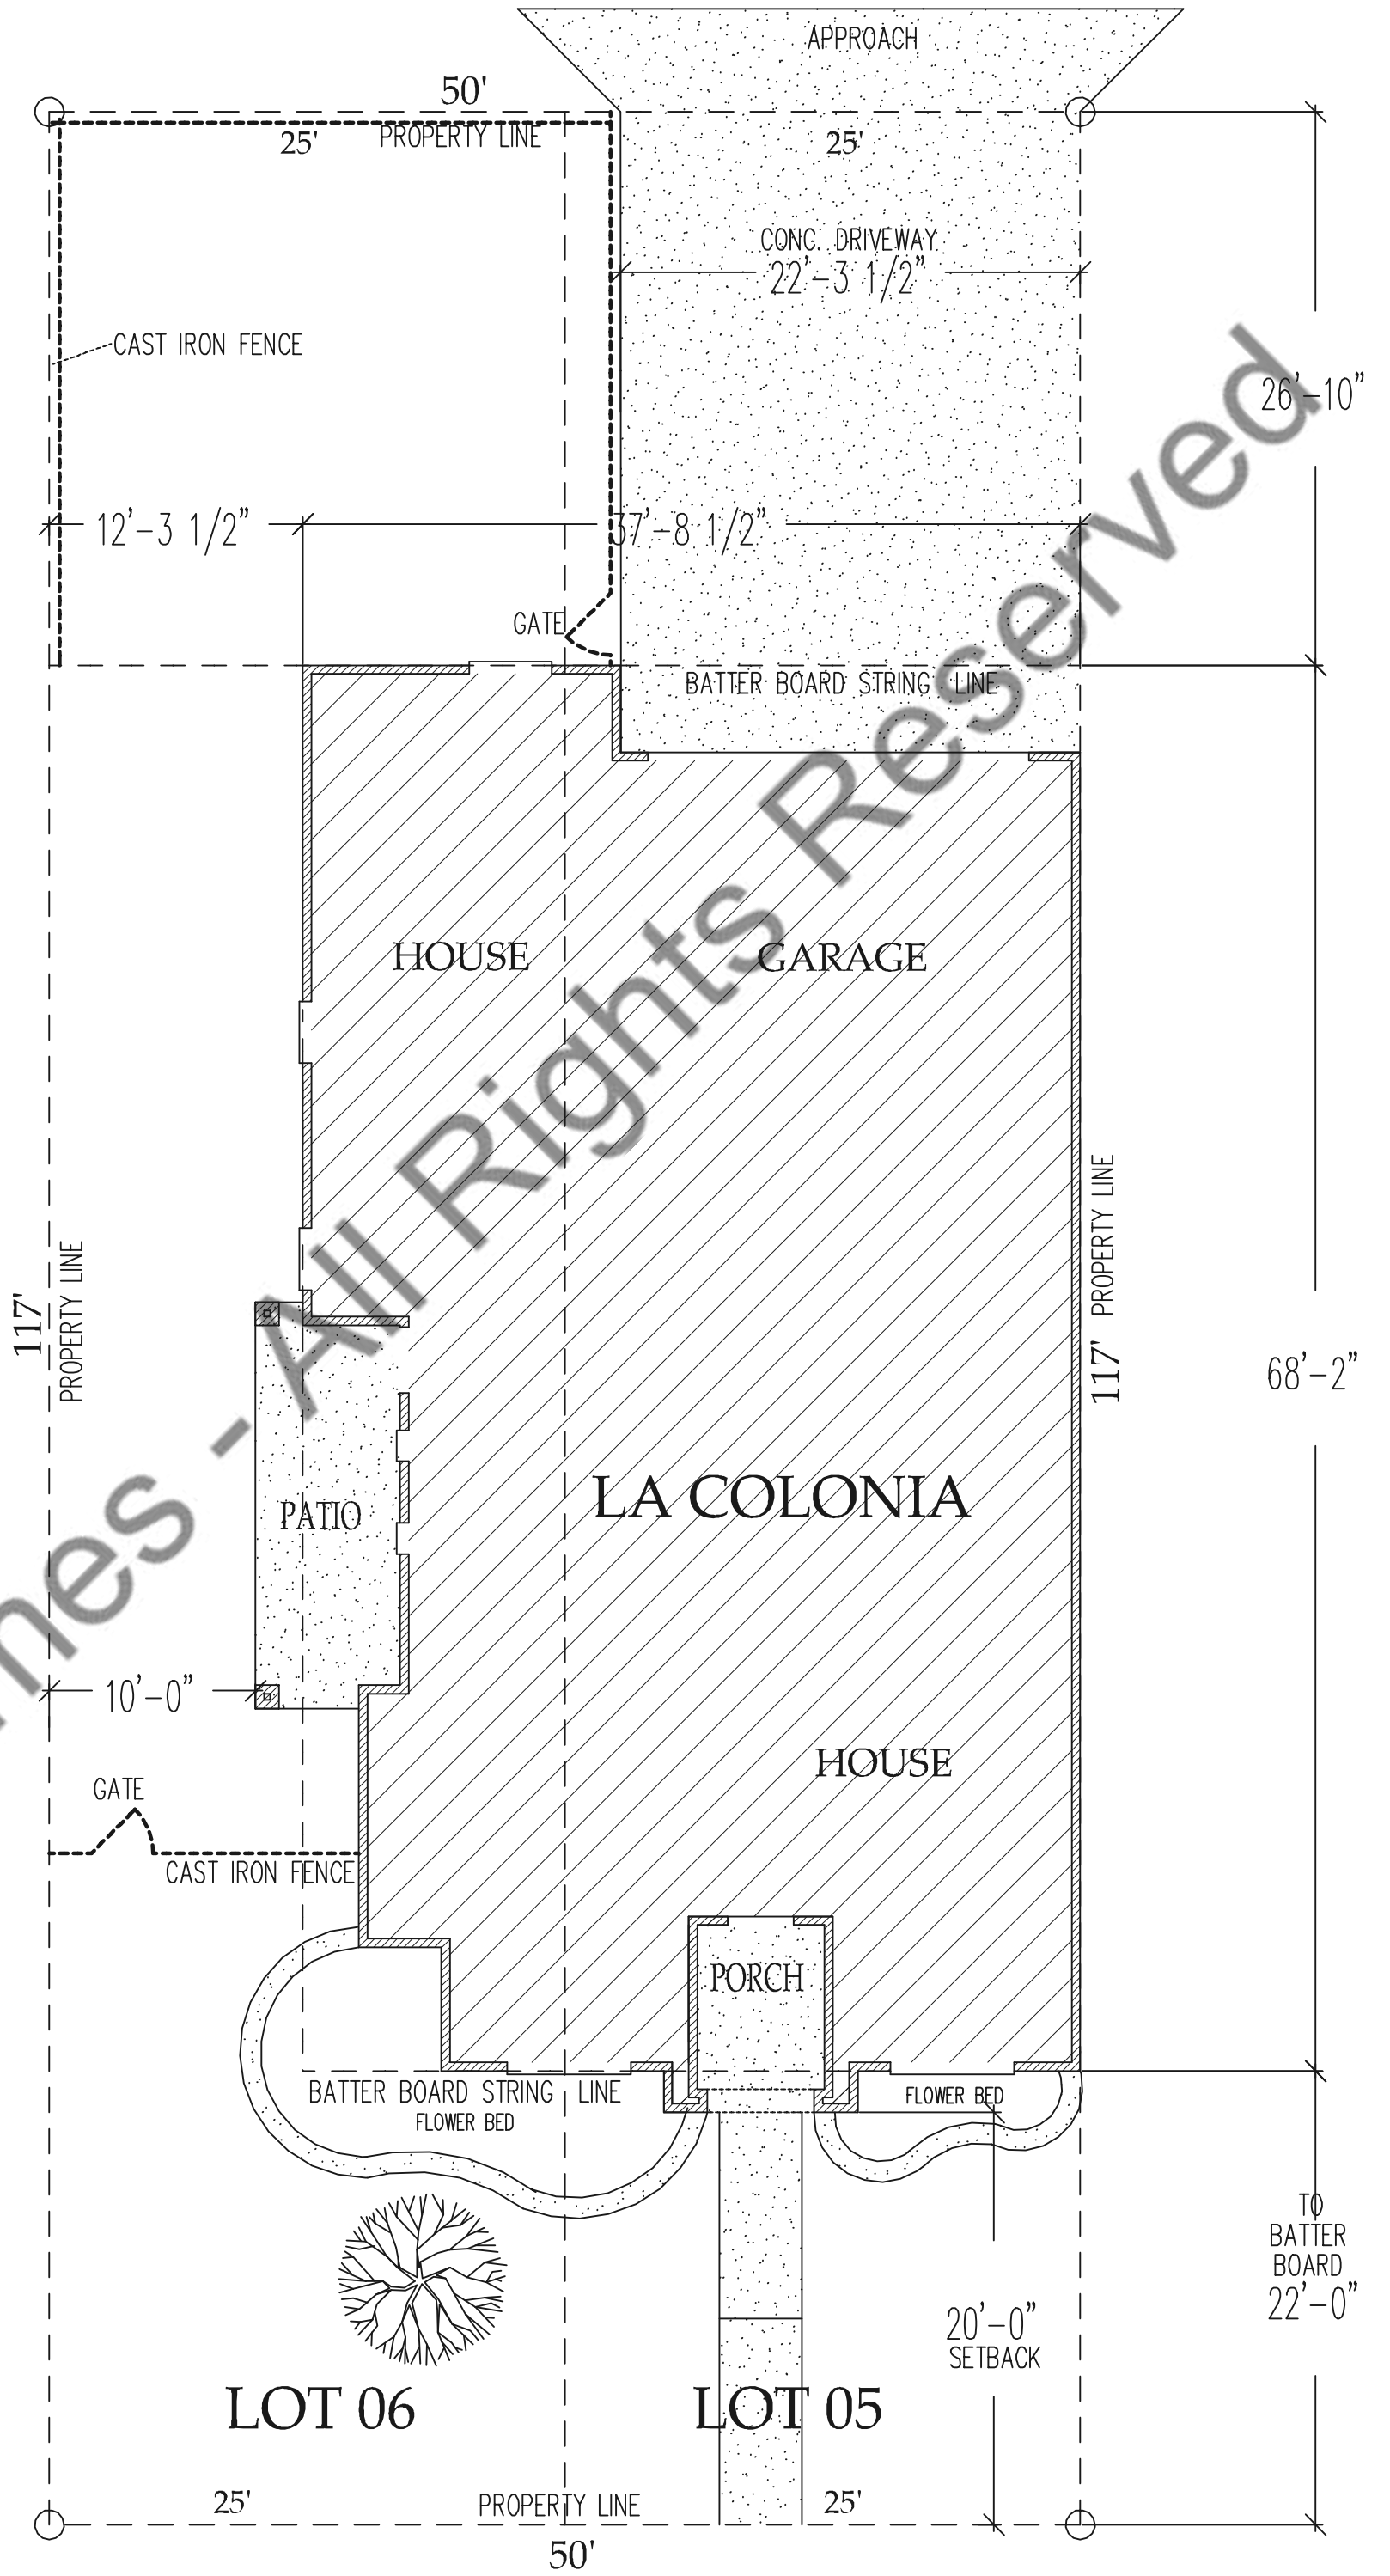 APPROACH
50'
25'
PROPERTY LINE
25'
CONC. DRIVEWAY
22'-3 1/2"
CAST IRON FENCE
26'-10"
12'-3 1/2"
37'-8 1/2"
GATE
BATTER BOARD STRING LINE
HOUSE
GARAGE
117'
PROPERTY LINE
117' PROPERTY LINE
68'-2"
LA COLONIA
PATIO
10'-0"
HOUSE
GATE
CAST IRON FENCE
PORCH
BATTER BOARD STRING LINE
FLOWER BED
FLOWER BED
TO
BATTER
BOARD
22'-0"
20'-0"
SETBACK
LOT 06
LOT 05
25'
PROPERTY LINE
25'
50'
- All Rights Reserved